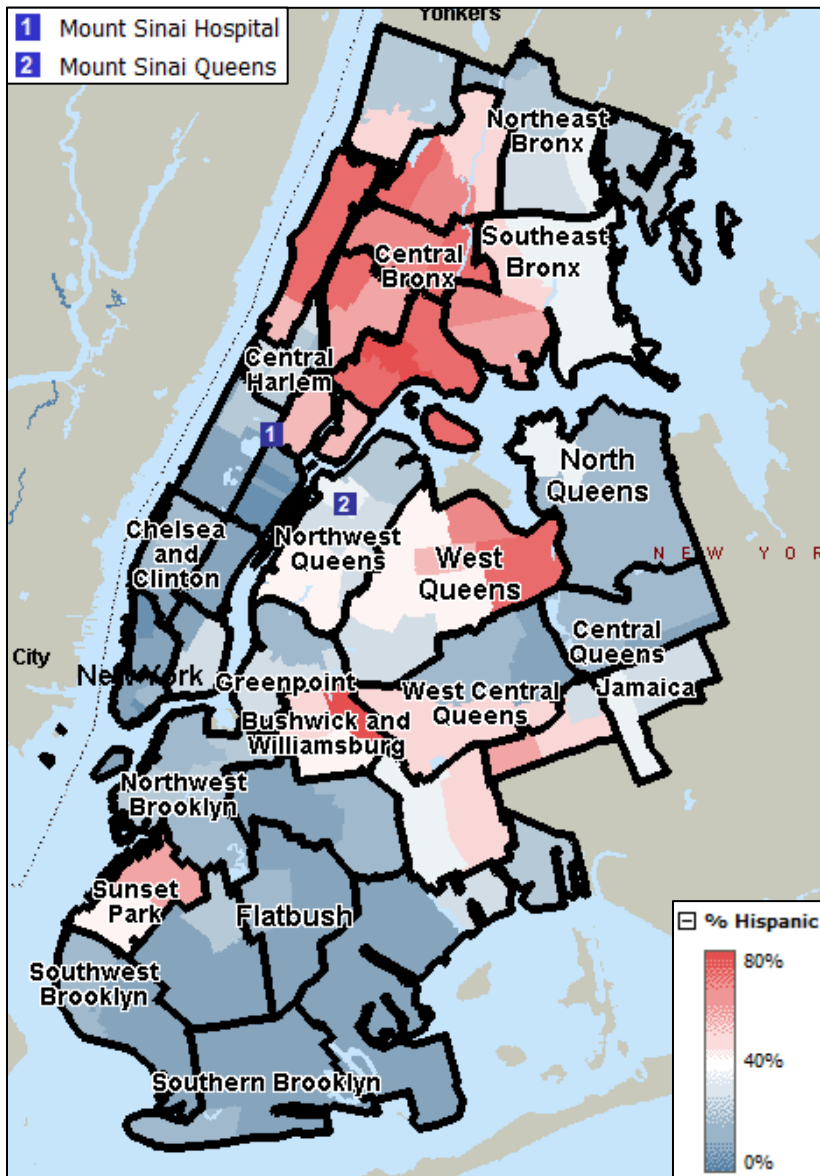 1 Mount Sinai Hospital
2 Mount Sinai Queens
Yonkers
Northeast
Bronx
Southeast
Bronx
Central
Bronx
Central
Harlem
1
North
Queens
2
Northwest
Queens
West
Queens
Chelsea
and
Clinton
N E W Y O R
City
New York
Central
Queens
Greenpoint
West Central
Queens
Jamaica
Bushwick and
Williamsburg
Northwest
Brooklyn
Sunset
Park
Flatbush
Southwest
Brooklyn
Southern Brooklyn
% Hispanic
80%
40%
0%